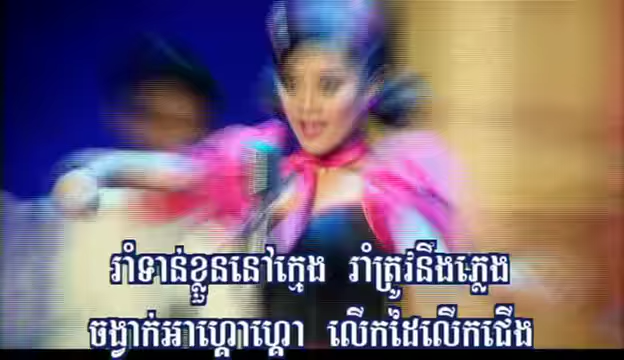 រាំទាន់ខ្លួននៅក្មេង រាំត្រូវនឹងភ្លេង
ចង្វាក់អាហ្គោហ្គោ លើកដៃលើកជើង